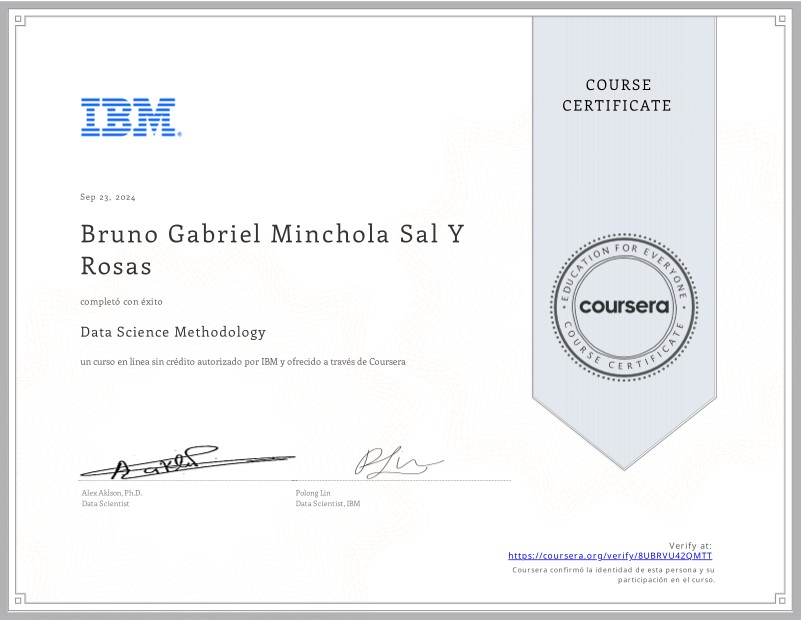 COURSE
CERTIFICATE
IBM
Sep 23, 2024
Bruno Gabriel Minchola Sal Y
Rosas
completó con éxito
Data Science Methodology
un curso en línea sin crédito autorizado por IBM y ofrecido a través de Coursera
EDUCATION FOR EVERYONE
coursera
COURSE CERTIFICATE
Alex Aklson, Ph.D.
Data Scientist
Polong Lin
Data Scientist, IBM
Verify at:
https://coursera.org/verify/8UBRVU42QMTT
Coursera confirmó la identidad de esta persona y su
participación en el curso.